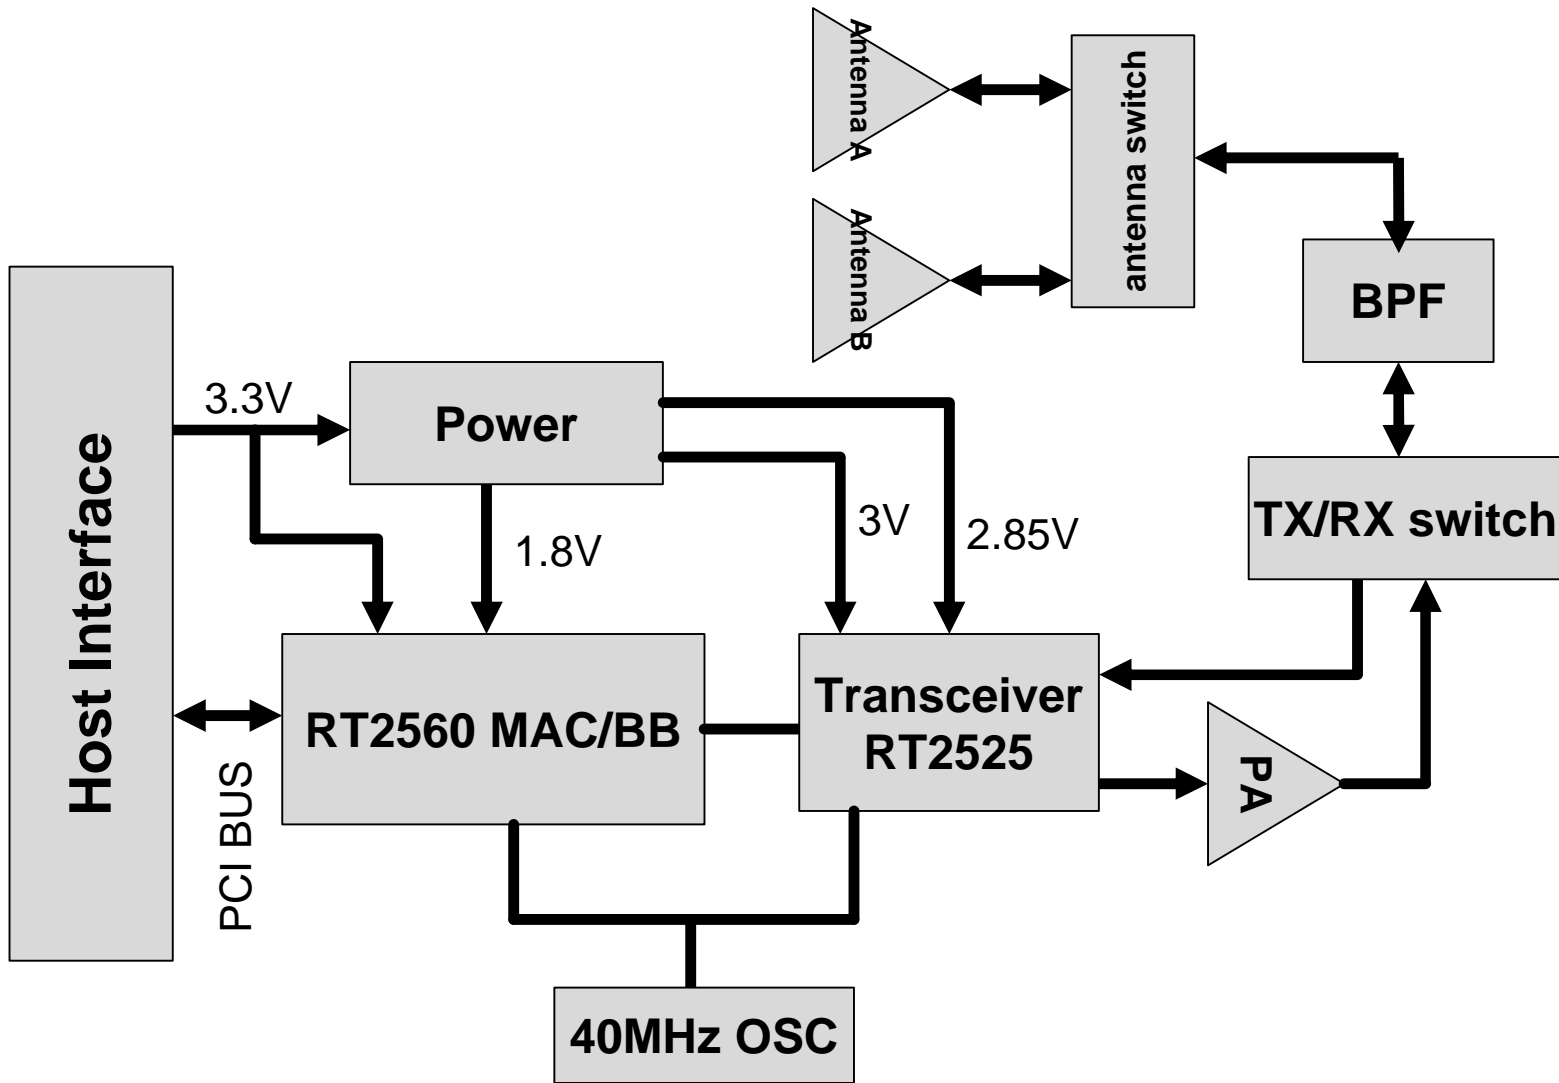 Antenna A
antenna switch
Antenna B
BPF
3.3V
Power
Host Interface
3V
2.85V
1.8V
TX/RX switch
RT2560 MAC/BB
Transceiver
RT2525
PA
PCI BUS
40MHz OSC